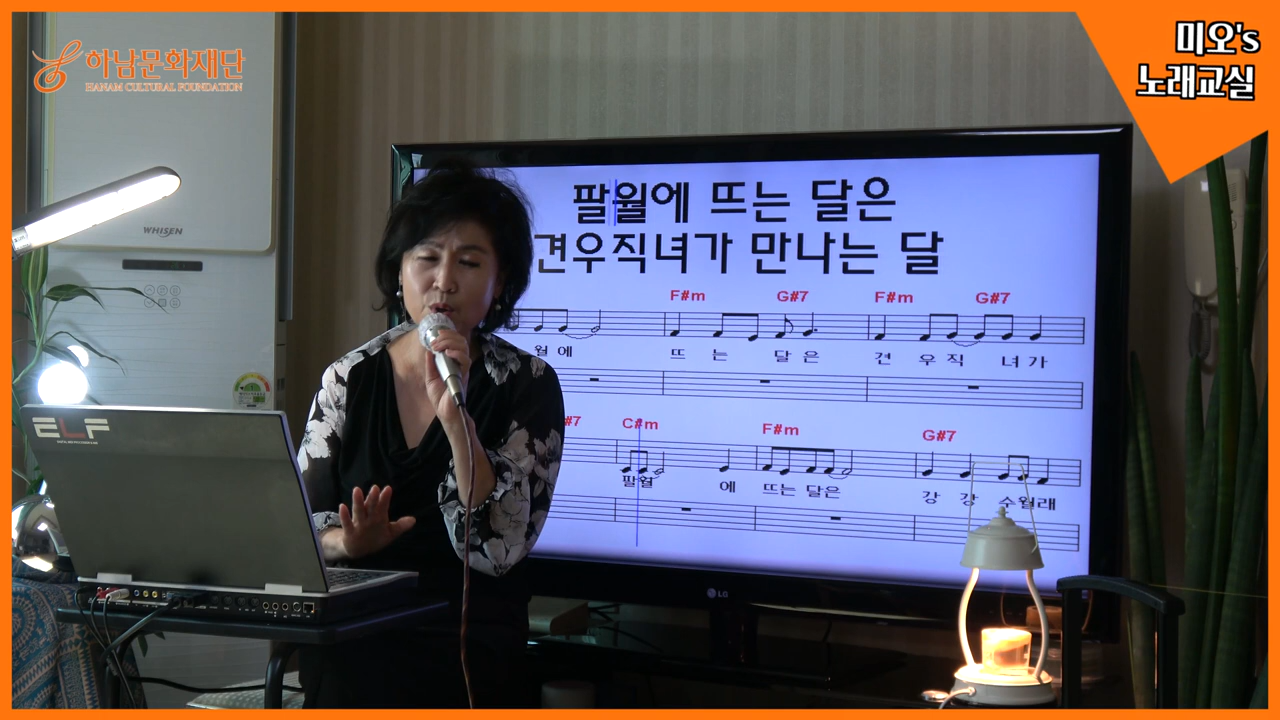 하남문화재단
HANAM CULTURAL FOUNDATION
미오's
노래교실
WHISEN
팔월에 뜨는 달은
견우직녀가 만나는 달
F#m G#7 F#m G#7
월에 뜨 는 달은 견 우직 녀가
#7 C#m F#m G#7
팔월 에 뜨는 달은 강 강 수월래
ELF
LG